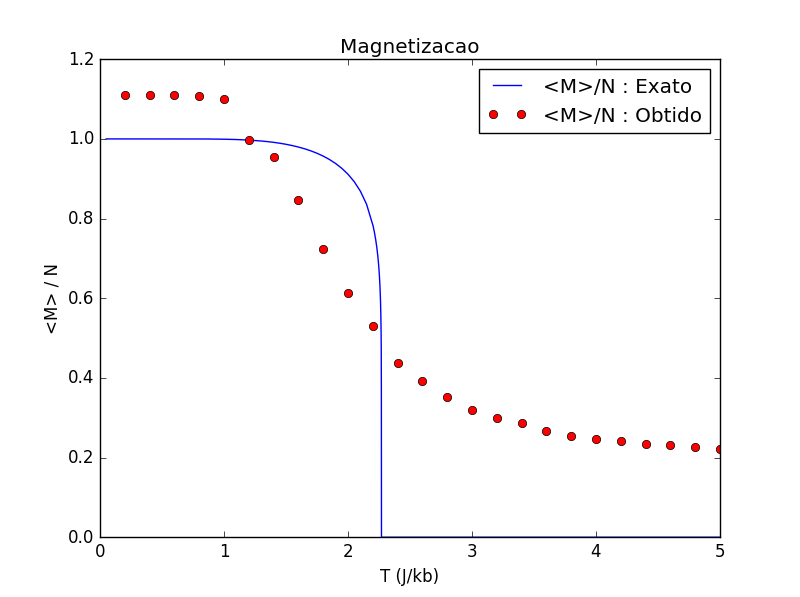 Magnetizacao
<M>/N : Exato
<M>/N : Obtido
<M> / N
1.2
1.0
0.8
0.6
0.4
0.2
0.0
0 1 2 3 4 5
T (J/kb)